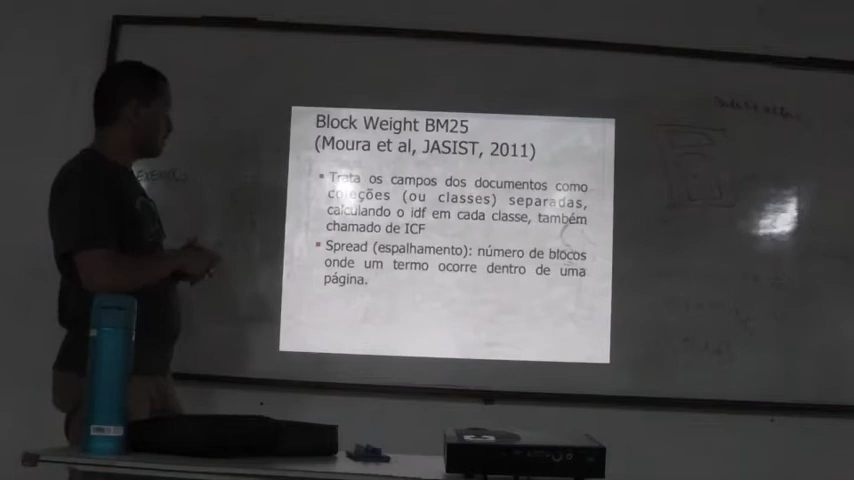 Block Weight BM25
(Moura et al, JASIST, 2011)
Trata os campos dos documentos como
coleções (ou classes) separadas,
calculando o idf em cada classe, também
chamado de ICF
Spread (espalhamento): número de blocos
onde um termo ocorre dentro de uma
página.